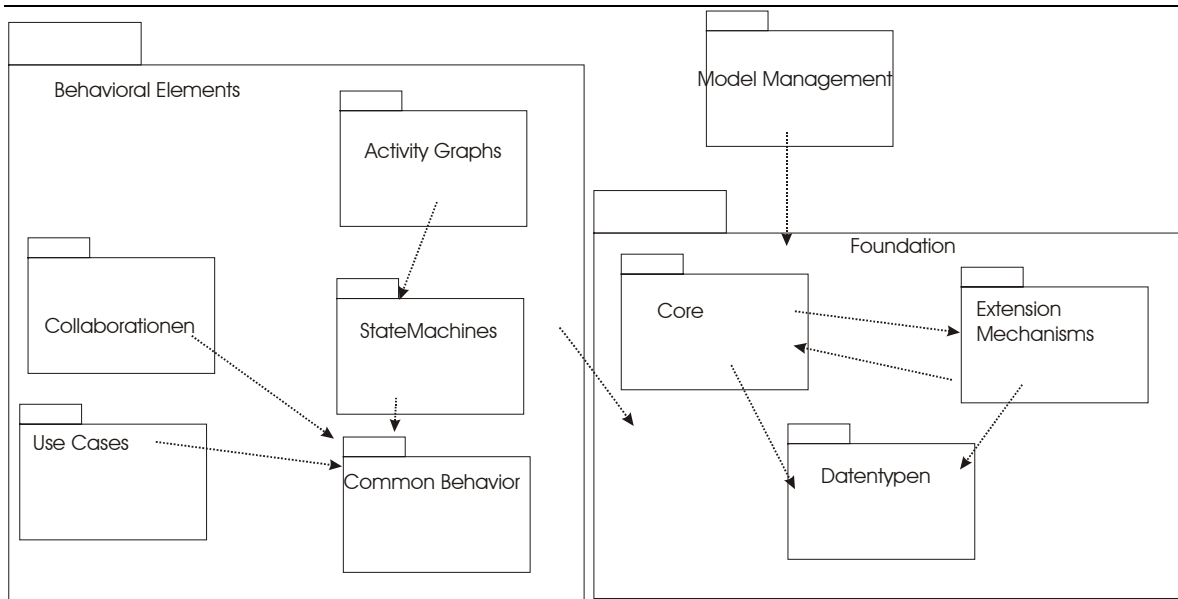 Model Management
Behavioral Elements
Activity Graphs
Collaborationen
StateMachines
Use Cases
Common Behavior
Foundation
Core
Extension
Mechanisms
Datentypen